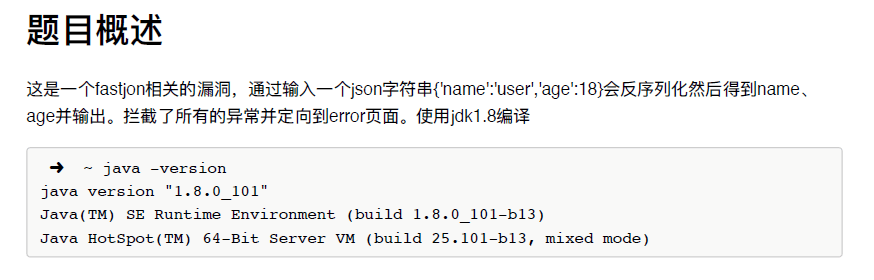 题目概述
这是一个fastjon相关的漏洞，通过输入一个json字符串{'name':'user','age':18}会反序列化然后得到name、
age并输出。拦截了所有的异常并定向到error页面。使用jdk1.8编译
➜ ~ java -version
java version "1.8.0_101"
Java(TM) SE Runtime Environment (build 1.8.0_101-b13)
Java HotSpot(TM) 64-Bit Server VM (build 25.101-b13, mixed mode)